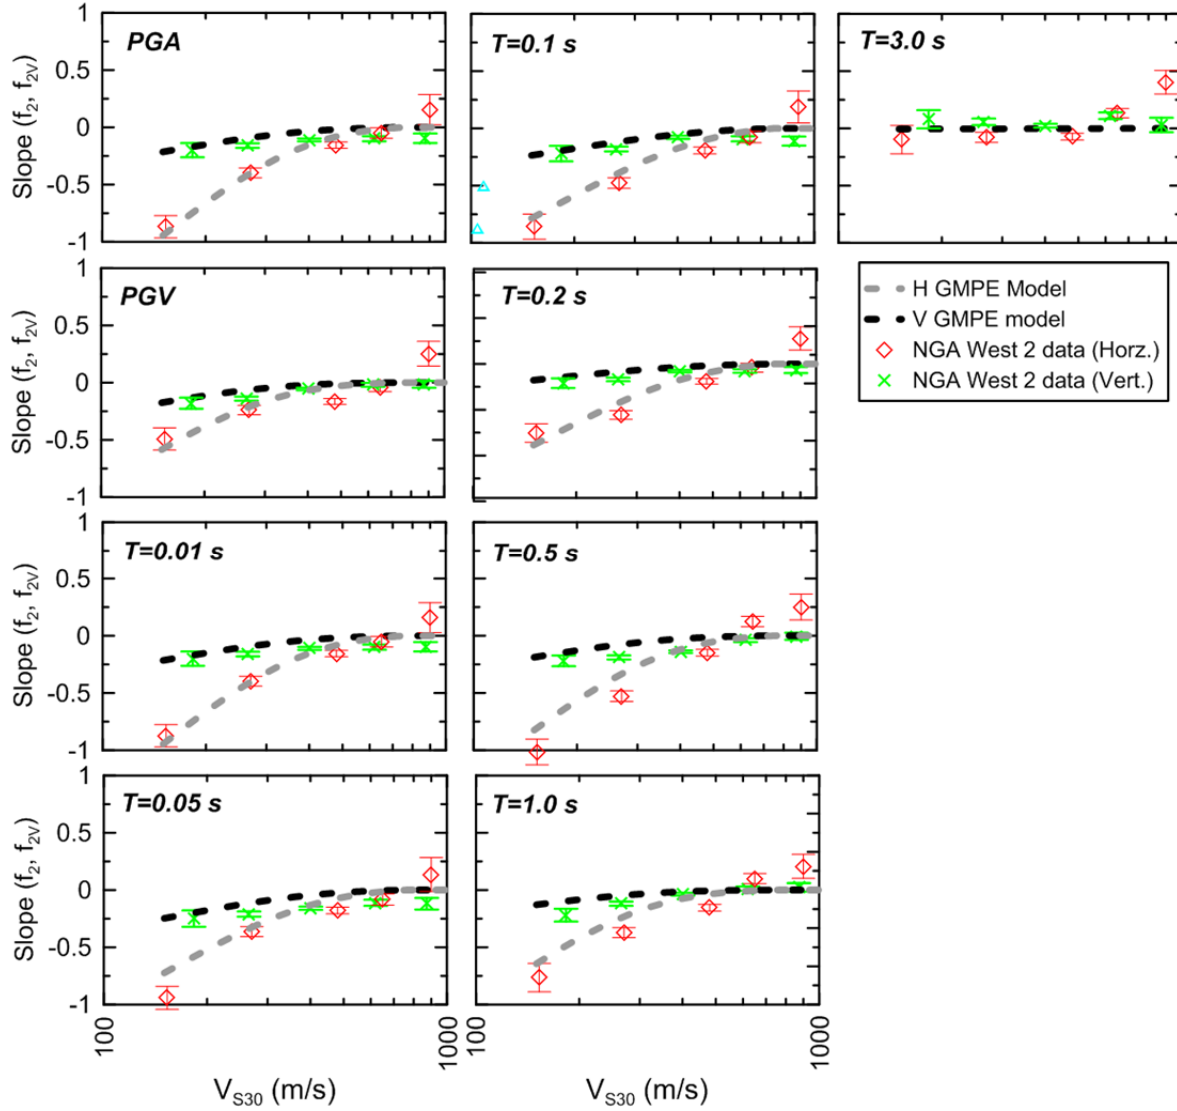 PGA
T=0.1 s
T=3.0 s
1
0.5
0
-0.5
-1
Slope (f2, f2V)
PGV
T=0.2 s
1
0.5
0
-0.5
-1
Slope (f2, f2V)
H GMPE Model
V GMPE model
NGA West 2 data (Horz.)
NGA West 2 data (Vert.)
T=0.01 s
T=0.5 s
1
0.5
0
-0.5
-1
Slope (f2, f2V)
T=0.05 s
T=1.0 s
1
0.5
0
-0.5
-1
Slope (f2, f2V)
100
1000
100
1000
VS30 (m/s)
VS30 (m/s)